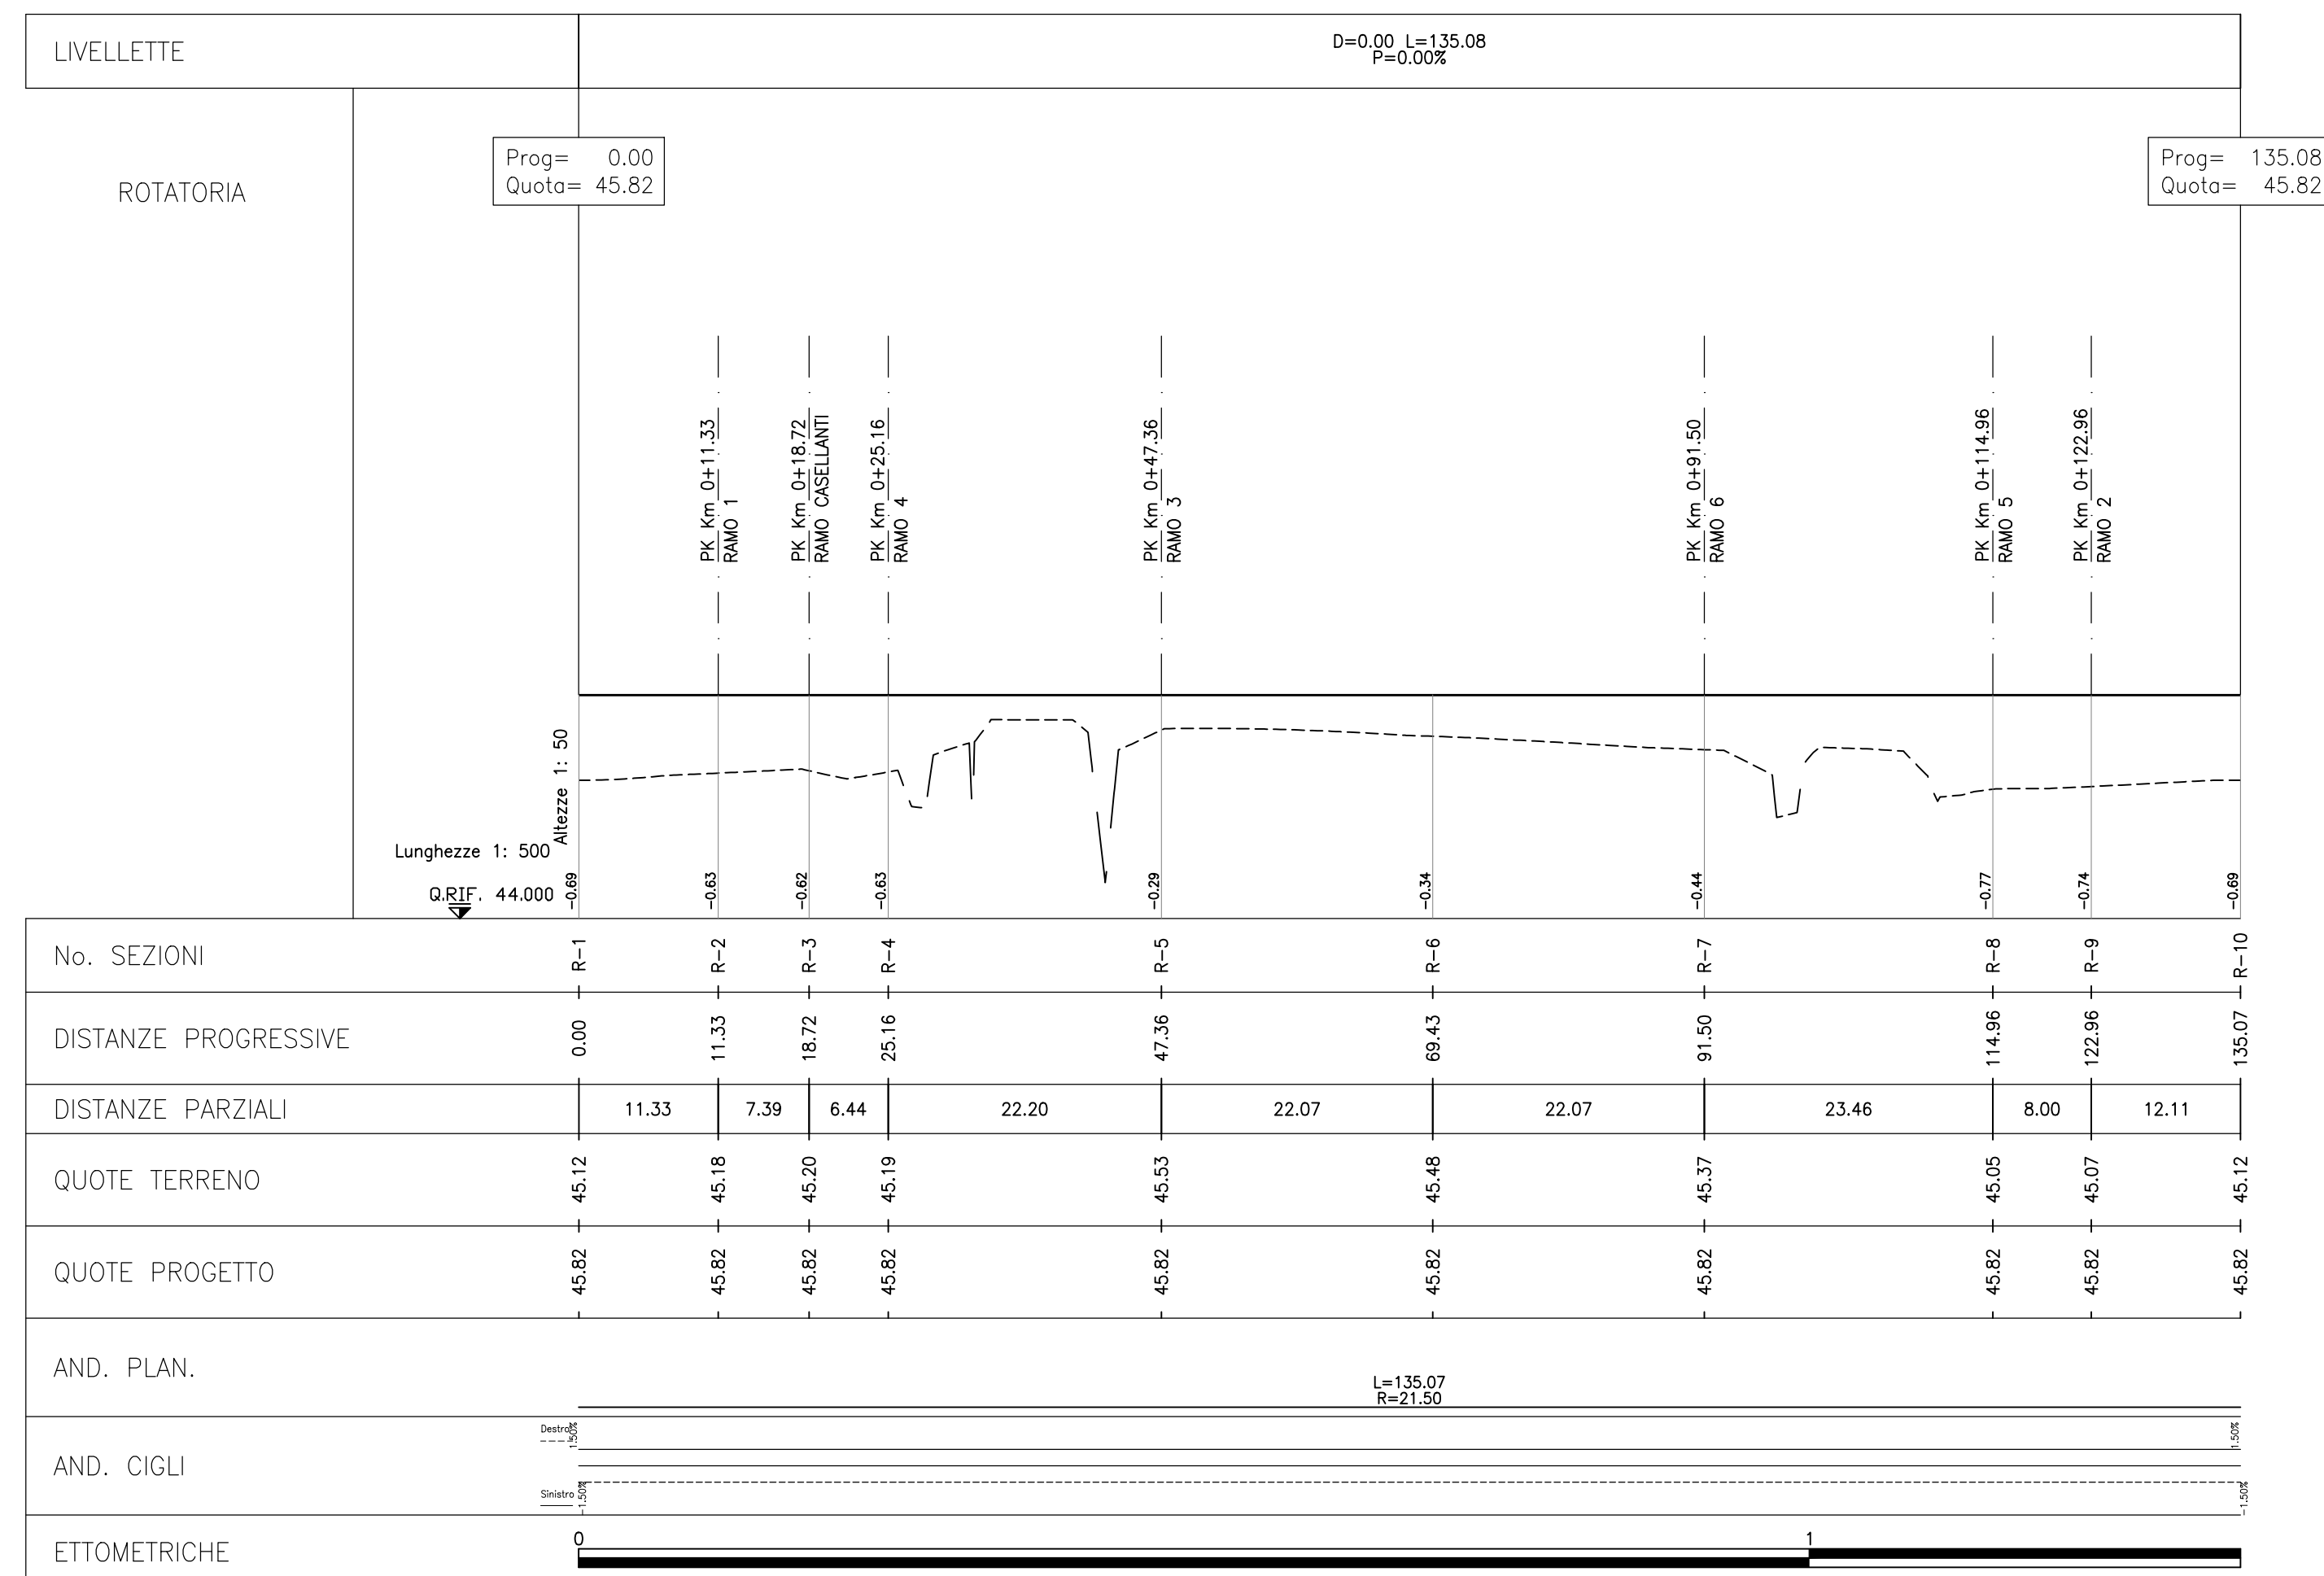 LIVELLETTE
D=0.00 L=135.08
P=0.00%
ROTATORIA
Prog= 0.00
Quota= 45.82
Prog= 135.08
Quota= 45.82
PK Km 0+11.33
RAMO 1
PK Km 0+18.72
RAMO CASELLANTI
PK Km 0+25.16
RAMO 4
PK Km 0+47.36
RAMO 3
PK Km 0+91.50
RAMO 6
PK Km 0+114.96
RAMO 5
PK Km 0+122.96
RAMO 2
Altezze 1: 50
Lunghezze 1: 500
Q.RIF. 44.000
-0.69 -0.63 -0.62 -0.63 -0.29 -0.34 -0.44 -0.77 -0.74 -0.69
No. SEZIONI R-1 R-2 R-3 R-4 R-5 R-6 R-7 R-8 R-9 R-10
DISTANZE PROGRESSIVE 0.00 11.33 18.72 25.16 47.36 69.43 91.50 114.96 122.96 135.07
DISTANZE PARZIALI 11.33 7.39 6.44 22.20 22.07 22.07 23.46 8.00 12.11
QUOTE TERRENO 45.12 45.18 45.20 45.19 45.53 45.48 45.37 45.05 45.07 45.12
QUOTE PROGETTO 45.82 45.82 45.82 45.82 45.82 45.82 45.82 45.82 45.82 45.82
AND. PLAN.
L=135.07
R=21.50
AND. CIGLI
Destro 1.50% 1.50%
Sinistro -1.50% -1.50%
ETTOMETRICHE 0 1